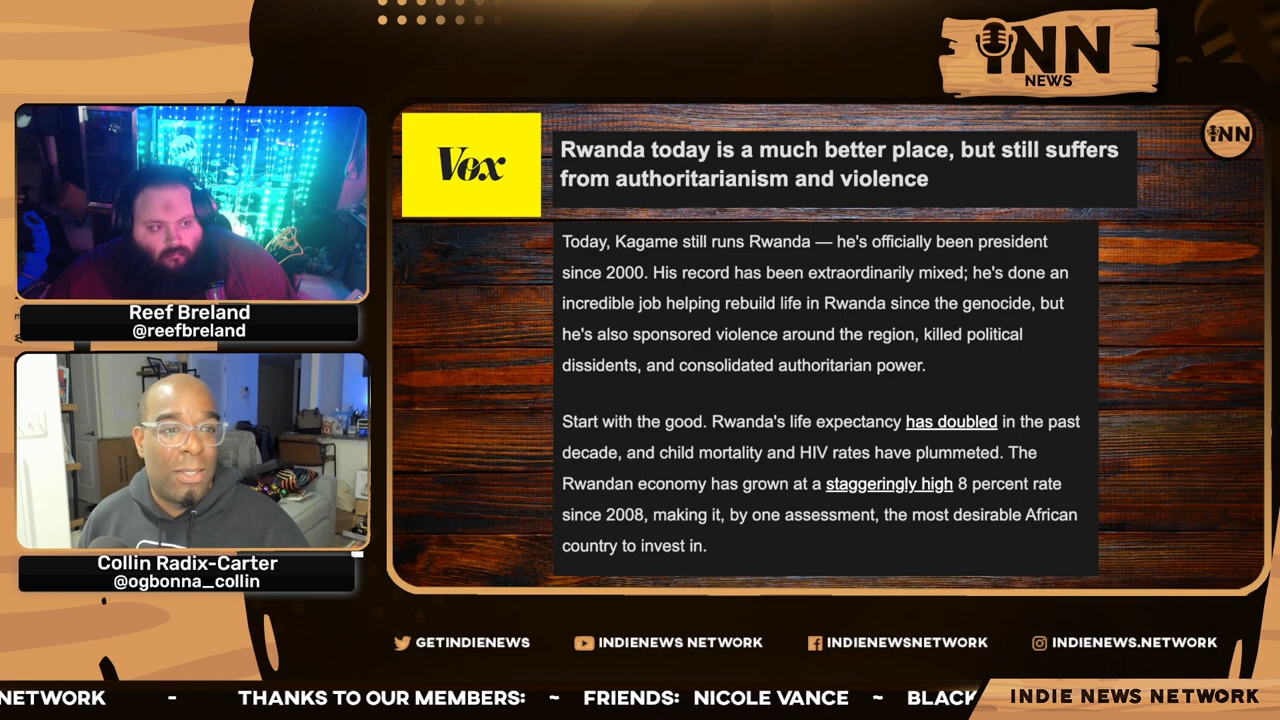 iNN
NEWS
iNN
Vox
Rwanda today is a much better place, but still suffers
from authoritarianism and violence
Today, Kagame still runs Rwanda — he's officially been president
since 2000. His record has been extraordinarily mixed; he's done an
incredible job helping rebuild life in Rwanda since the genocide, but
he's also sponsored violence around the region, killed political
dissidents, and consolidated authoritarian power.
Start with the good. Rwanda's life expectancy has doubled in the past
decade, and child mortality and HIV rates have plummeted. The
Rwandan economy has grown at a staggeringly high 8 percent rate
since 2008, making it, by one assessment, the most desirable African
country to invest in.
Reef Breland
@reefbreland
Collin Radix-Carter
@ogbonna_collin
GETINDIENEWS
INDIENEWS NETWORK
INDIENEWSNETWORK
INDIENEWS.NETWORK
NETWORK - THANKS TO OUR MEMBERS: ~ FRIENDS: NICOLE VANCE ~ BLACK
INDIE NEWS NETWORK